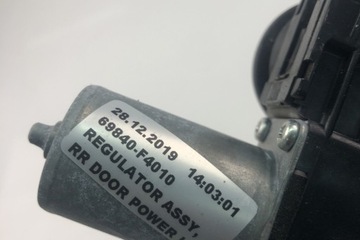 28.12.2019 14:03:01
69840-F4010
REGULATOR ASSY,
RR DOOR POWER